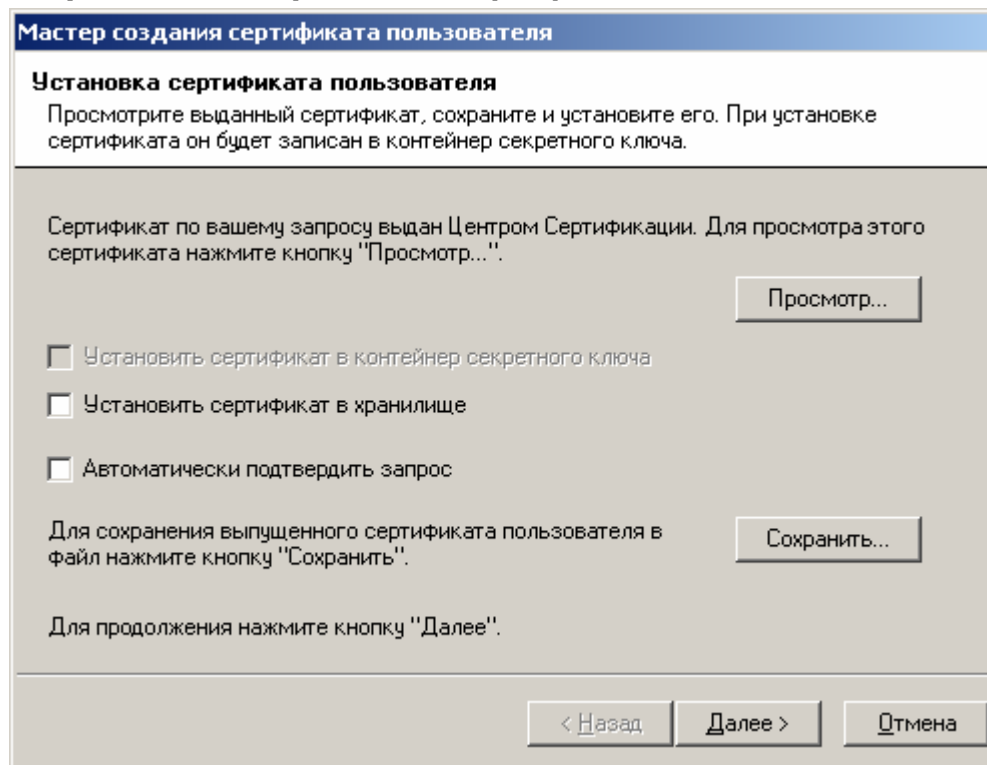 Мастер создания сертификата пользователя
Установка сертификата пользователя
Просмотрите выданный сертификат, сохраните и установите его. При установке
сертификата он будет записан в контейнер секретного ключа.
Сертификат по вашему запросу выдан Центром Сертификации. Для просмотра этого
сертификата нажмите кнопку "Просмотр...".
Просмотр...
Установить сертификат в контейнер секретного ключа
Установить сертификат в хранилище
Автоматически подтвердить запрос
Для сохранения выпущенного сертификата пользователя в
файл нажмите кнопку "Сохранить".
Сохранить...
Для продолжения нажмите кнопку "Далее".
< Назад
Далее >
Отмена